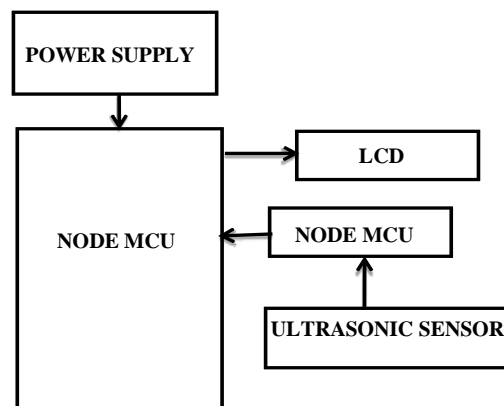 POWER SUPPLY
LCD
NODE MCU
NODE MCU
ULTRASONIC SENSOR